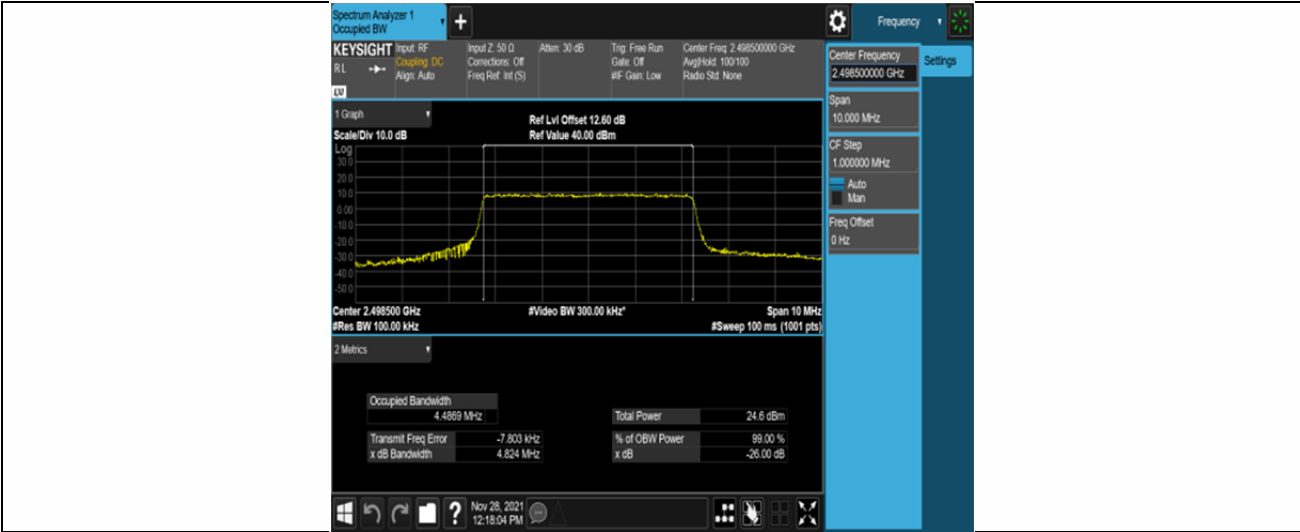 Spectrum Analyzer 1
Occupied BW
+
Frequency
KEYSIGHT
RL
Input: RF
Coupling: DC
Align: Auto
Input Z: 50 Ω
Corrections: Off
Freq Ref: Int (S)
Atten: 30 dB
Trig: Free Run
Gate: Off
#IF Gain: Low
Center Freq: 2.498500000 GHz
Avg|Hold: 100/100
Radio Std: None
Center Frequency
2.498500000 GHz
Settings
Span
10.000 MHz
CF Step
1.000000 MHz
Auto
Man
Freq Offset
0 Hz
1 Graph
Ref Lvl Offset 12.60 dB
Scale/Div 10.0 dB
Ref Value 40.00 dBm
Log
30.0
20.0
10.0
0.00
-10.0
-20.0
-30.0
-40.0
-50.0
Center 2.498500 GHz
#Video BW 300.00 kHz*
Span 10 MHz
#Res BW 100.00 kHz
#Sweep 100 ms (1001 pts)
2 Metrics
Occupied Bandwidth
4.4869 MHz
Total Power
24.6 dBm
Transmit Freq Error
-7.803 kHz
% of OBW Power
99.00 %
x dB Bandwidth
4.824 MHz
x dB
-26.00 dB
?
Nov 28, 2021
12:18:04 PM